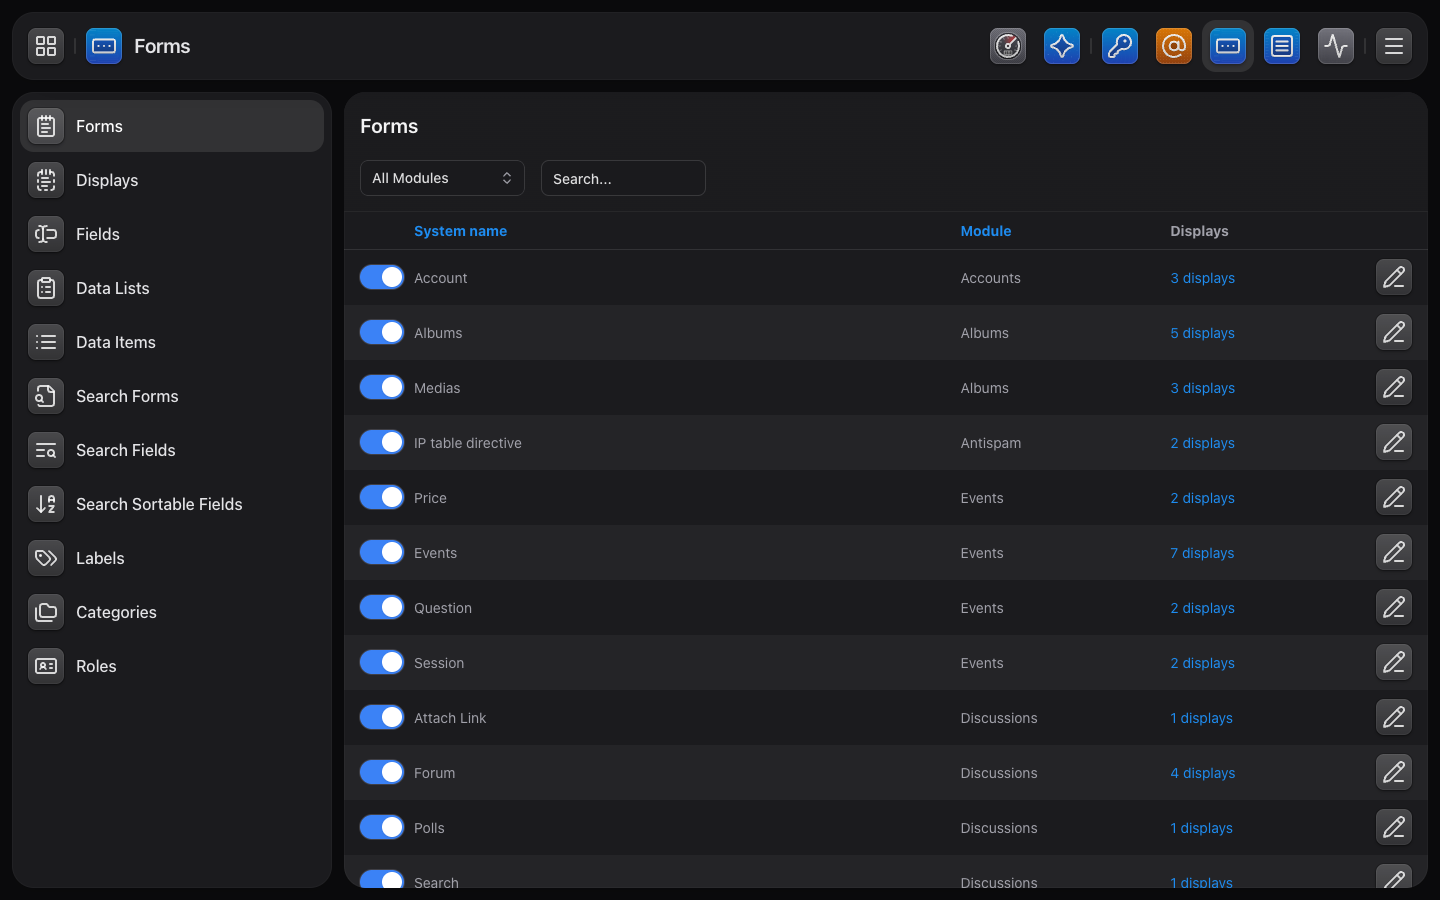 Forms
Forms
Displays
Fields
Data Lists
Data Items
Search Forms
Search Fields
Search Sortable Fields
Labels
Categories
Roles
Forms
All Modules
Search...
System name Module Displays
Account Accounts 3 displays
Albums Albums 5 displays
Medias Albums 3 displays
IP table directive Antispam 2 displays
Price Events 2 displays
Events Events 7 displays
Question Events 2 displays
Session Events 2 displays
Attach Link Discussions 1 displays
Forum Discussions 4 displays
Polls Discussions 1 displays
Search Discussions 1 displays